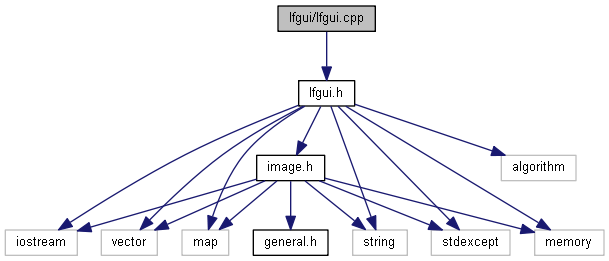 lfgui/lfgui.cpp
lfgui.h
image.h
algorithm
iostream
vector
map
general.h
string
stdexcept
memory